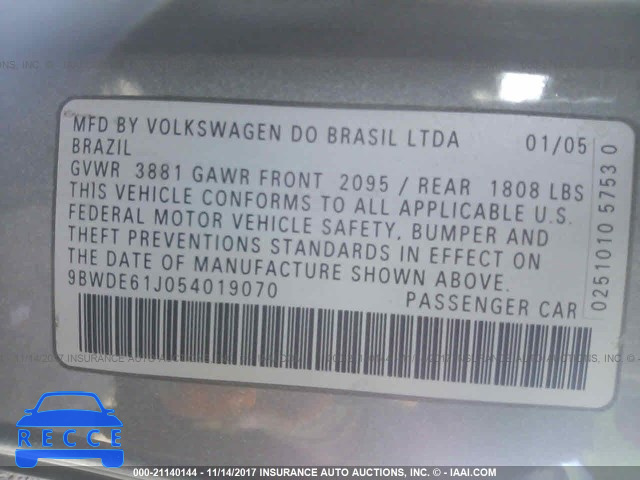 MFD BY VOLKSWAGEN DO BRASIL LTDA 01/05
BRAZIL
GVWR 3881 GAWR FRONT 2095 / REAR 1808 LBS
THIS VEHICLE CONFORMS TO ALL APPLICABLE U.S.
FEDERAL MOTOR VEHICLE SAFETY, BUMPER AND
THEFT PREVENTIONS STANDARDS IN EFFECT ON
THE DATE OF MANUFACTURE SHOWN ABOVE.
9BWDE61J054019070 PASSENGER CAR
0251010 57530
RECCE
000-21140144 - 11/14/2017 INSURANCE AUTO AUCTIONS, INC. - © IAAI.COM